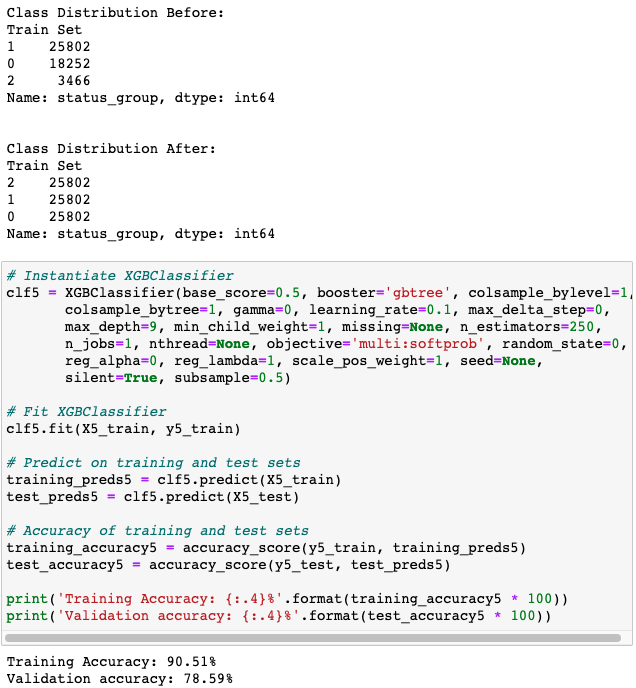 Class Distribution Before:
Train Set
1    25802
0    18252
2     3466
Name: status_group, dtype: int64
Class Distribution After:
Train Set
2    25802
1    25802
0    25802
Name: status_group, dtype: int64
# Instantiate XGBClassifier
clf5 = XGBClassifier(base_score=0.5, booster='gbtree', colsample_bylevel=1,
       colsample_bytree=1, gamma=0, learning_rate=0.1, max_delta_step=0,
       max_depth=9, min_child_weight=1, missing=None, n_estimators=250,
       n_jobs=1, nthread=None, objective='multi:softprob', random_state=0,
       reg_alpha=0, reg_lambda=1, scale_pos_weight=1, seed=None,
       silent=True, subsample=0.5)
# Fit XGBClassifier
clf5.fit(X5_train, y5_train)
# Predict on training and test sets
training_preds5 = clf5.predict(X5_train)
test_preds5 = clf5.predict(X5_test)
# Accuracy of training and test sets
training_accuracy5 = accuracy_score(y5_train, training_preds5)
test_accuracy5 = accuracy_score(y5_test, test_preds5)
print('Training Accuracy: {:.4}%'.format(training_accuracy5 * 100))
print('Validation accuracy: {:.4}%'.format(test_accuracy5 * 100))
Training Accuracy: 90.51%
Validation accuracy: 78.59%